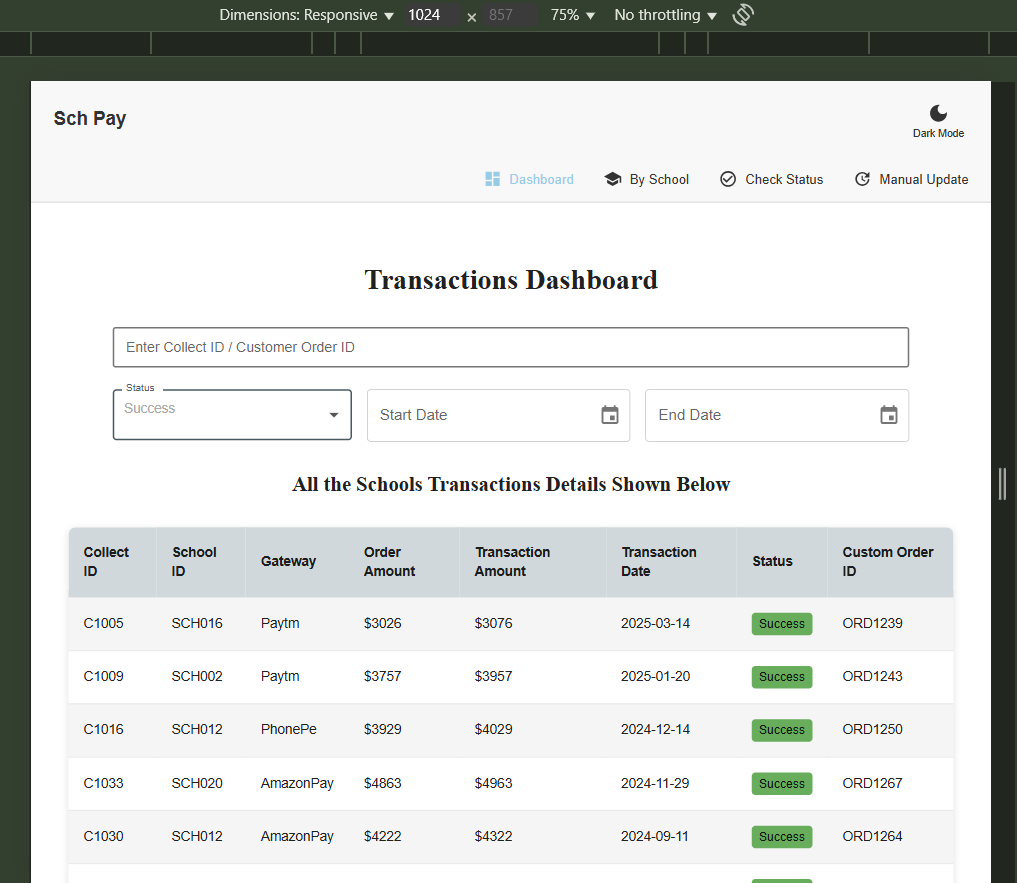 Dimensions: Responsive 1024 × 857 75% No throttling
Sch Pay
Dark Mode
Dashboard By School Check Status Manual Update
Transactions Dashboard
Enter Collect ID / Customer Order ID
Status
Success Start Date End Date
All the Schools Transactions Details Shown Below
Collect ID School ID Gateway Order Amount Transaction Amount Transaction Date Status Custom Order ID
C1005 SCH016 Paytm $3026 $3076 2025-03-14 Success ORD1239
C1009 SCH002 Paytm $3757 $3957 2025-01-20 Success ORD1243
C1016 SCH012 PhonePe $3929 $4029 2024-12-14 Success ORD1250
C1033 SCH020 AmazonPay $4863 $4963 2024-11-29 Success ORD1267
C1030 SCH012 AmazonPay $4222 $4322 2024-09-11 Success ORD1264